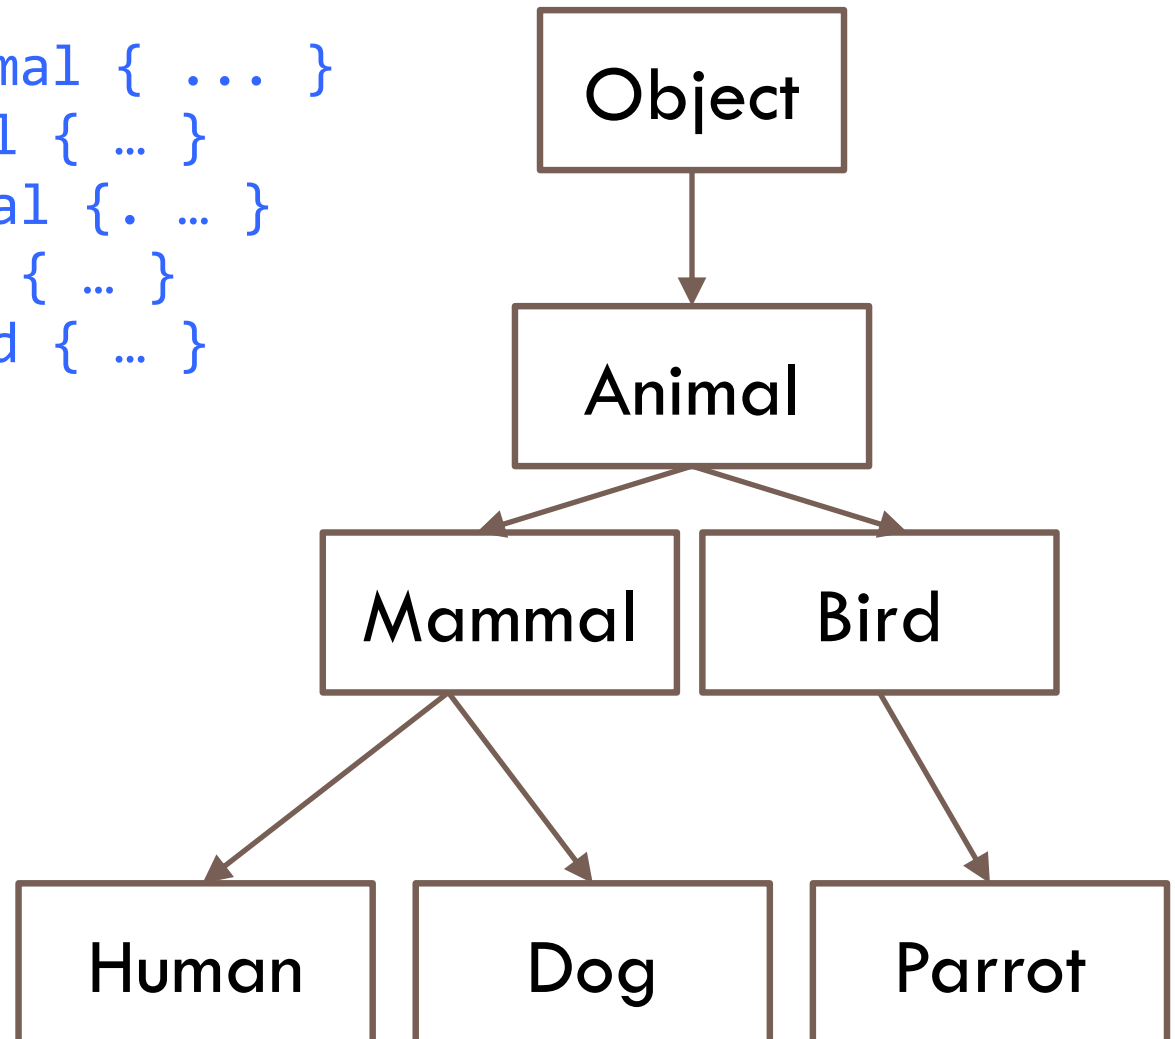 mal { ... }
l { … }
al {. … }
{ … }
d { … }
Object
Animal
Mammal
Bird
Human
Dog
Parrot